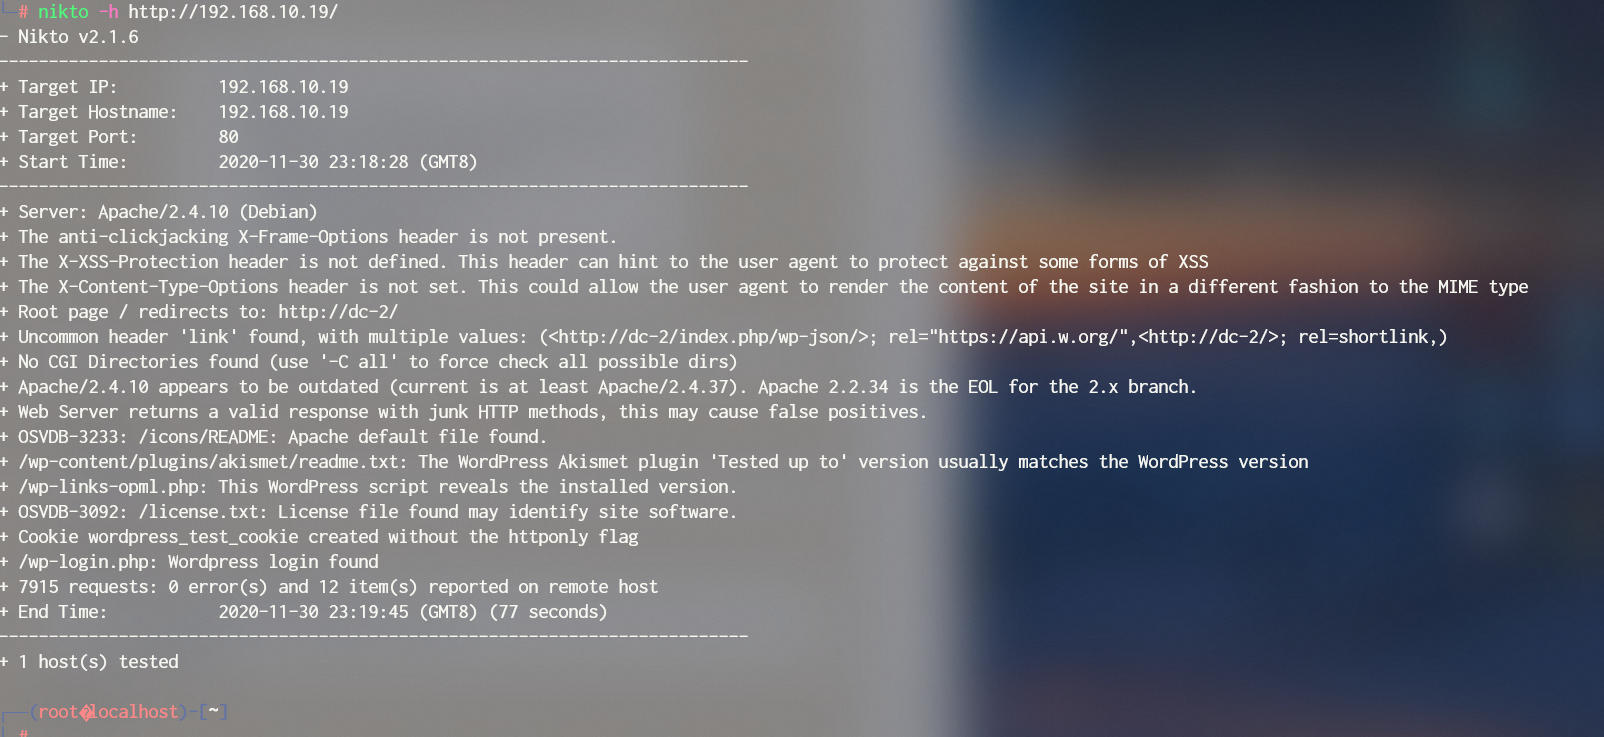 # nikto -h http://192.168.10.19/
- Nikto v2.1.6
---------------------------------------------------------------------------
+ Target IP:          192.168.10.19
+ Target Hostname:    192.168.10.19
+ Target Port:        80
+ Start Time:         2020-11-30 23:18:28 (GMT8)
---------------------------------------------------------------------------
+ Server: Apache/2.4.10 (Debian)
+ The anti-clickjacking X-Frame-Options header is not present.
+ The X-XSS-Protection header is not defined. This header can hint to the user agent to protect against some forms of XSS
+ The X-Content-Type-Options header is not set. This could allow the user agent to render the content of the site in a different fashion to the MIME type
+ Root page / redirects to: http://dc-2/
+ Uncommon header 'link' found, with multiple values: (<http://dc-2/index.php/wp-json/>; rel="https://api.w.org/",<http://dc-2/>; rel=shortlink,)
+ No CGI Directories found (use '-C all' to force check all possible dirs)
+ Apache/2.4.10 appears to be outdated (current is at least Apache/2.4.37). Apache 2.2.34 is the EOL for the 2.x branch.
+ Web Server returns a valid response with junk HTTP methods, this may cause false positives.
+ OSVDB-3233: /icons/README: Apache default file found.
+ /wp-content/plugins/akismet/readme.txt: The WordPress Akismet plugin 'Tested up to' version usually matches the WordPress version
+ /wp-links-opml.php: This WordPress script reveals the installed version.
+ OSVDB-3092: /license.txt: License file found may identify site software.
+ Cookie wordpress_test_cookie created without the httponly flag
+ /wp-login.php: Wordpress login found
+ 7915 requests: 0 error(s) and 12 item(s) reported on remote host
+ End Time:           2020-11-30 23:19:45 (GMT8) (77 seconds)
---------------------------------------------------------------------------
+ 1 host(s) tested
┌──(root�localhost)-[~]
#